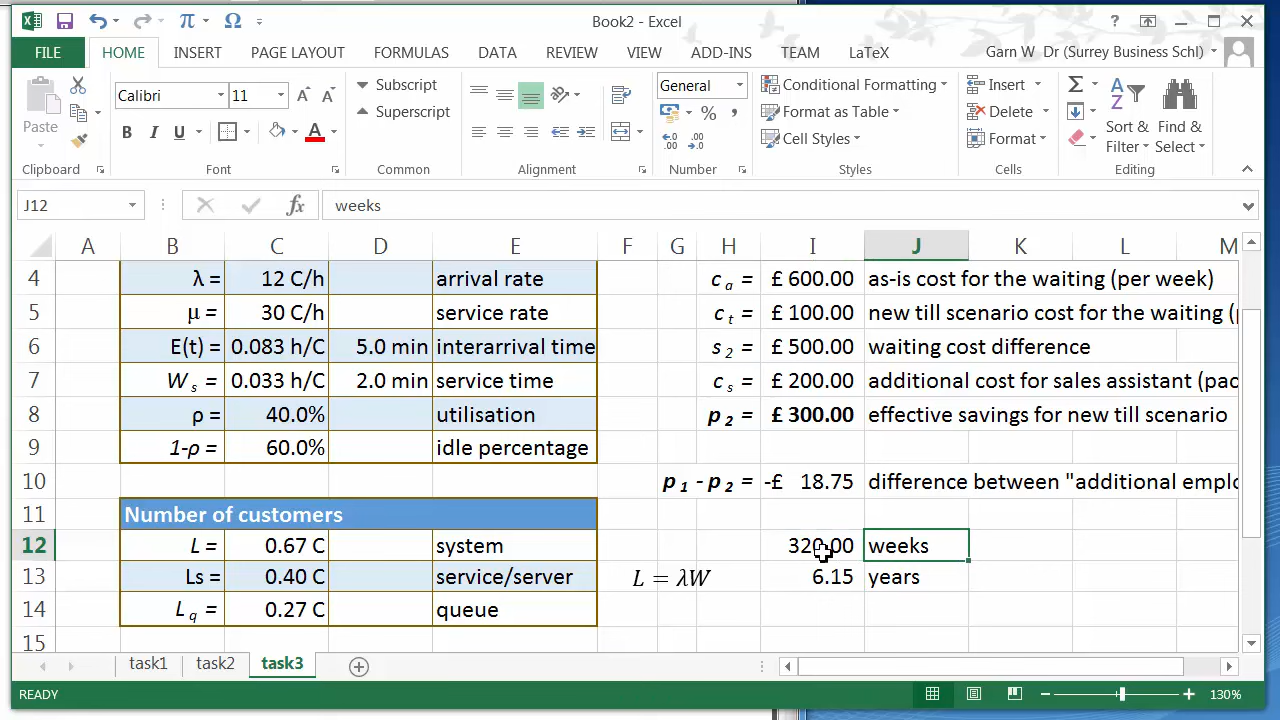 Book2 - Excel
FILE HOME INSERT PAGE LAYOUT FORMULAS DATA REVIEW VIEW ADD-INS TEAM LaTeX Garn W Dr (Surrey Business Schl)
Calibri 11 Subscript General Conditional Formatting Insert
Paste Superscript Format as Table Delete
B I U A Cell Styles Format Sort & Filter Find & Select
Clipboard Font Common Alignment Number Styles Cells Editing
J12 fx weeks
A B C D E F G H I J K L M
4 λ = 12 C/h arrival rate c a = £ 600.00 as-is cost for the waiting (per week)
5 μ = 30 C/h service rate c t = £ 100.00 new till scenario cost for the waiting (
6 E(t) = 0.083 h/C 5.0 min interarrival time s 2 = £ 500.00 waiting cost difference
7 W s = 0.033 h/C 2.0 min service time c s = £ 200.00 additional cost for sales assistant (pac
8 ρ = 40.0% utilisation p 2 = £ 300.00 effective savings for new till scenario
9 1-ρ = 60.0% idle percentage
10 p 1 - p 2 = -£ 18.75 difference between "additional emplo
11 Number of customers
12 L = 0.67 C system 320.00 weeks
13 Ls = 0.40 C service/server L = λW 6.15 years
14 L q = 0.27 C queue
15
task1 task2 task3
READY 130%